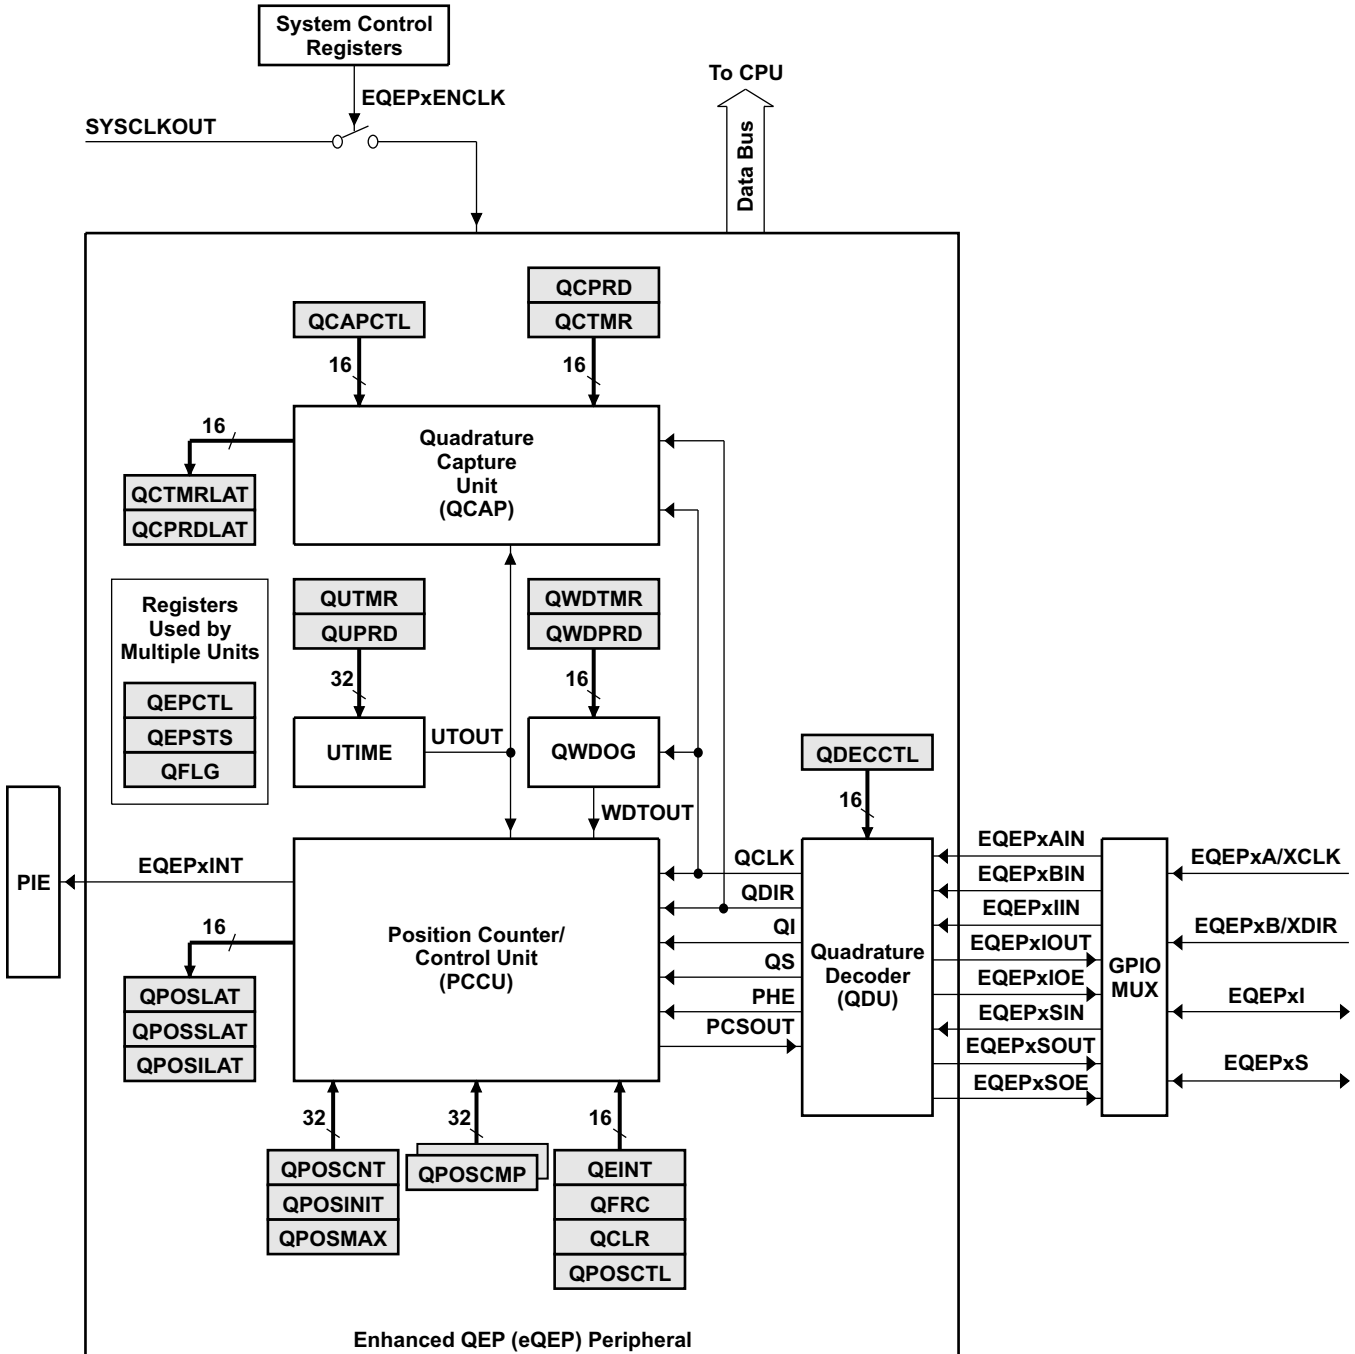 System Control
Registers
To CPU
EQEPxENCLK
SYSCLKOUT
Data Bus
QCPRD
QCAPCTL
QCTMR
16
16
16
Quadrature
Capture
Unit
(QCAP)
QCTMRLAT
QCPRDLAT
Registers
Used by
Multiple Units
QEPCTL
QEPSTS
QFLG
QUTMR
QUPRD
QWDTMR
QWDPRD
32
16
UTIME
UTOUT
QWDOG
QDECCTL
WDTOUT
16
PIE
EQEPxINT
16
Position Counter/
Control Unit
(PCCU)
QCLK
QDIR
QI
QS
PHE
PCSOUT
Quadrature
Decoder
(QDU)
EQEPxAIN
EQEPxBIN
EQEPxIIN
EQEPxIOUT
EQEPxIOE
EQEPxSIN
EQEPxSOUT
EQEPxSOE
GPIO
MUX
EQEPxA/XCLK
EQEPxB/XDIR
EQEPxI
EQEPxS
QPOSLAT
QPOSSLAT
QPOSILAT
32
32
16
QPOSCNT
QPOSINIT
QPOSMAX
QPOSCMP
QEINT
QFRC
QCLR
QPOSCTL
Enhanced QEP (eQEP) Peripheral